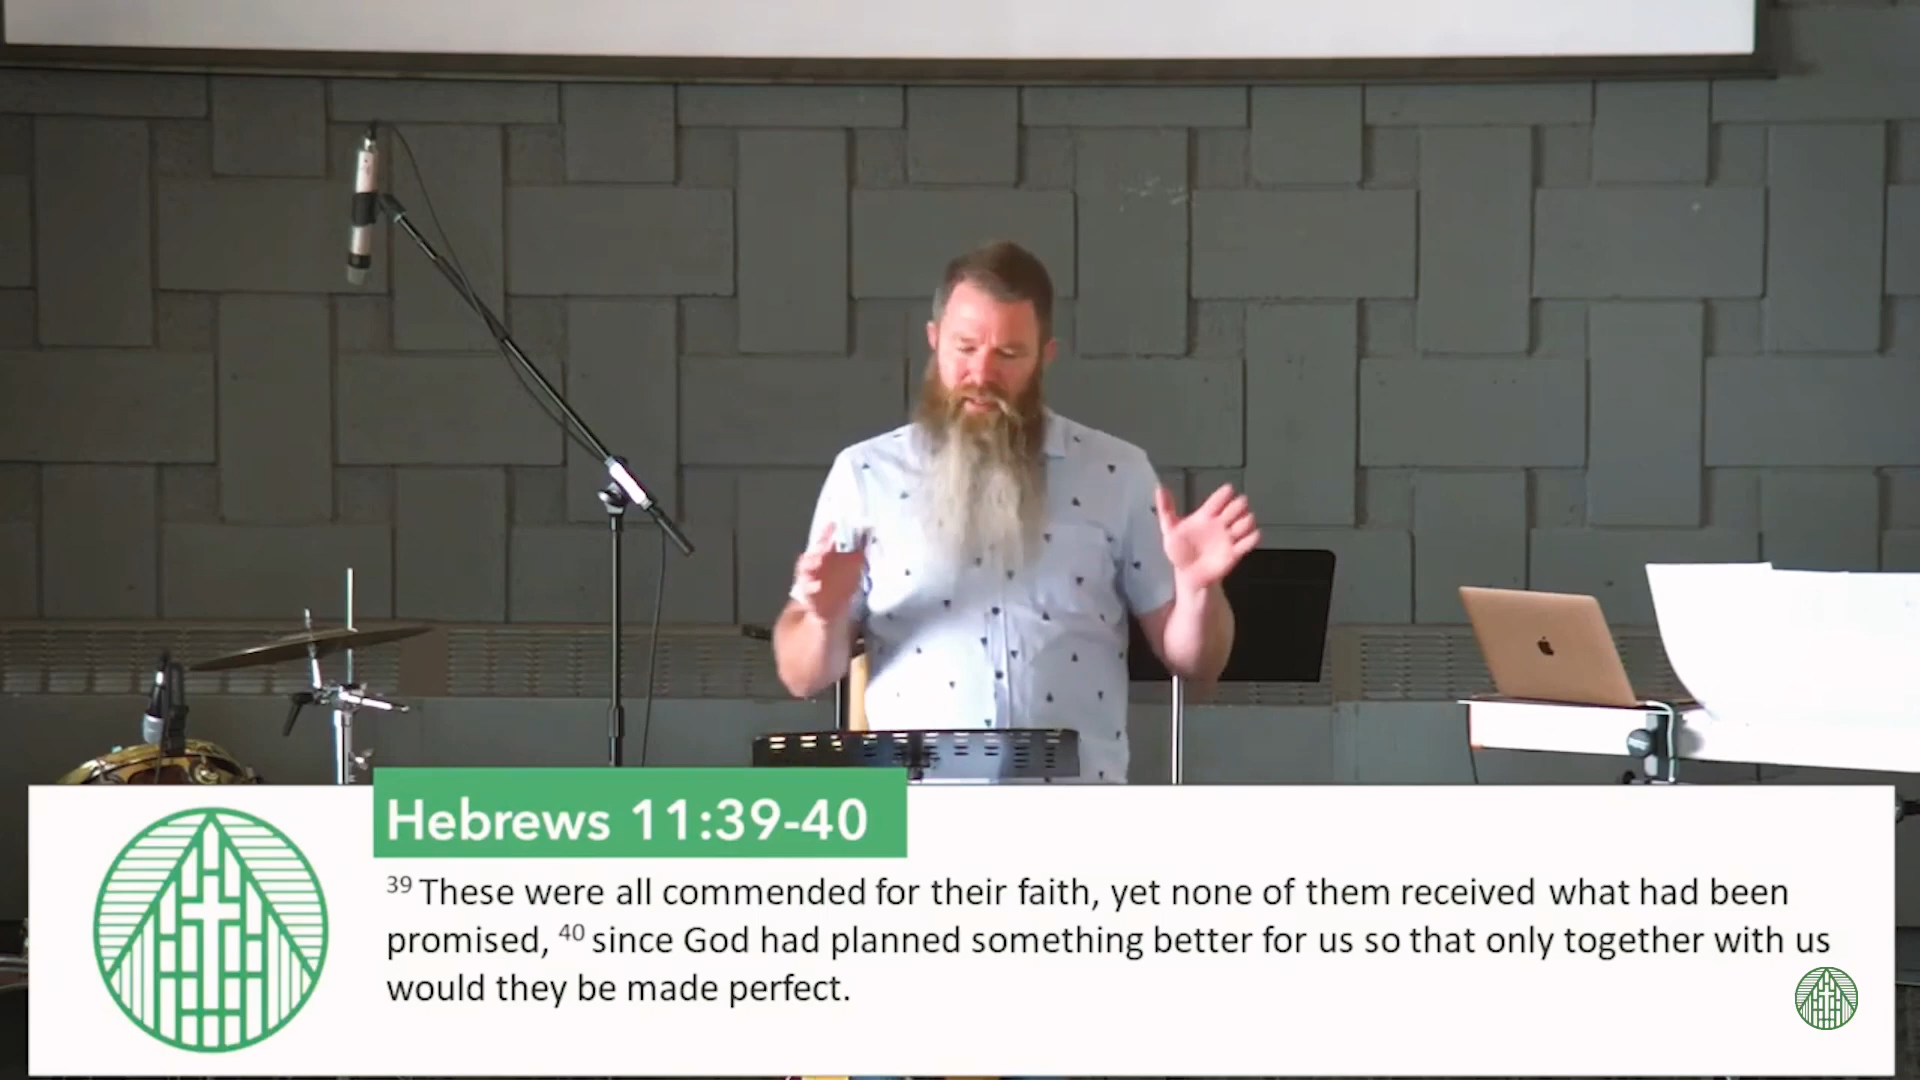 Hebrews 11:39-40
39 These were all commended for their faith, yet none of them received what had been
promised, 40 since God had planned something better for us so that only together with us
would they be made perfect.